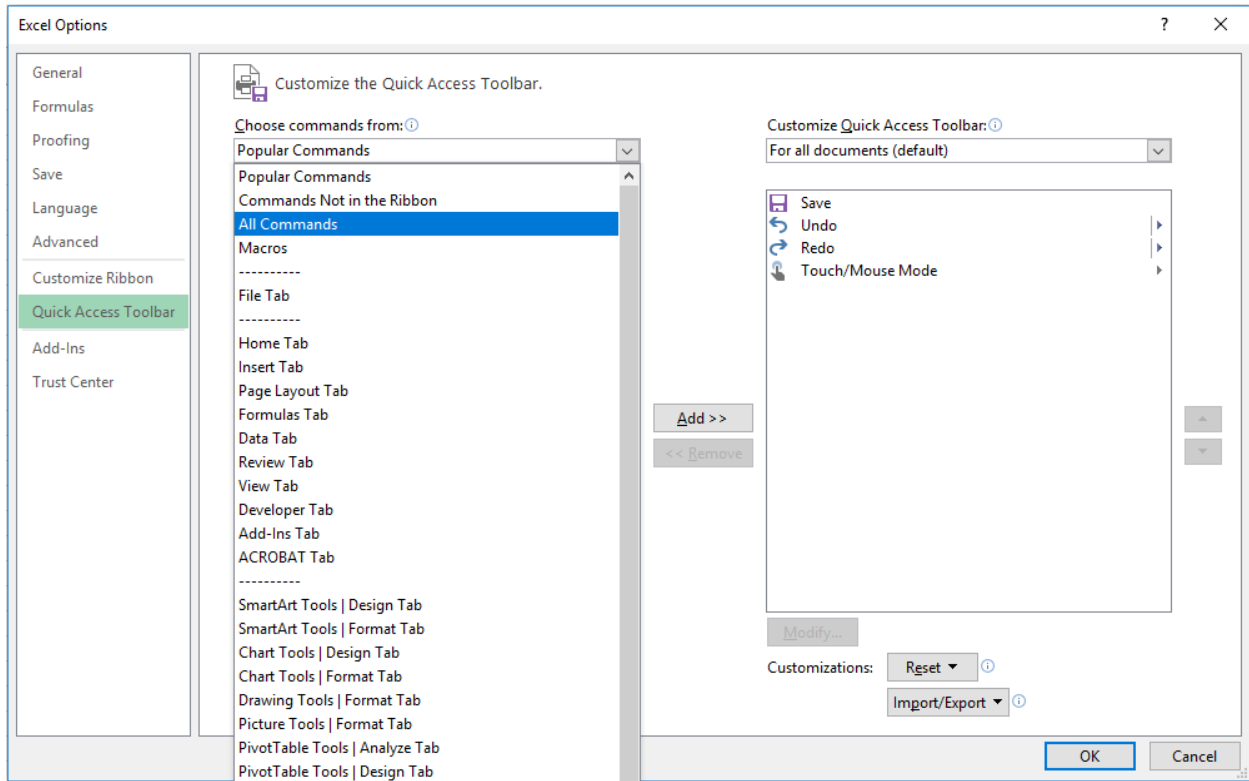 Excel Options
?
General
Formulas
Proofing
Save
Language
Advanced
Customize Ribbon
Quick Access Toolbar
Add-Ins
Trust Center
Customize the Quick Access Toolbar.
Choose commands from:
Popular Commands
Popular Commands
Commands Not in the Ribbon
All Commands
Macros
----------
File Tab
----------
Home Tab
Insert Tab
Page Layout Tab
Formulas Tab
Data Tab
Review Tab
View Tab
Developer Tab
Add-Ins Tab
ACROBAT Tab
----------
SmartArt Tools | Design Tab
SmartArt Tools | Format Tab
Chart Tools | Design Tab
Chart Tools | Format Tab
Drawing Tools | Format Tab
Picture Tools | Format Tab
PivotTable Tools | Analyze Tab
PivotTable Tools | Design Tab
Add >>
<< Remove
Customize Quick Access Toolbar:
For all documents (default)
Save
Undo
Redo
Touch/Mouse Mode
Modify...
Customizations:
Reset
Import/Export
OK
Cancel